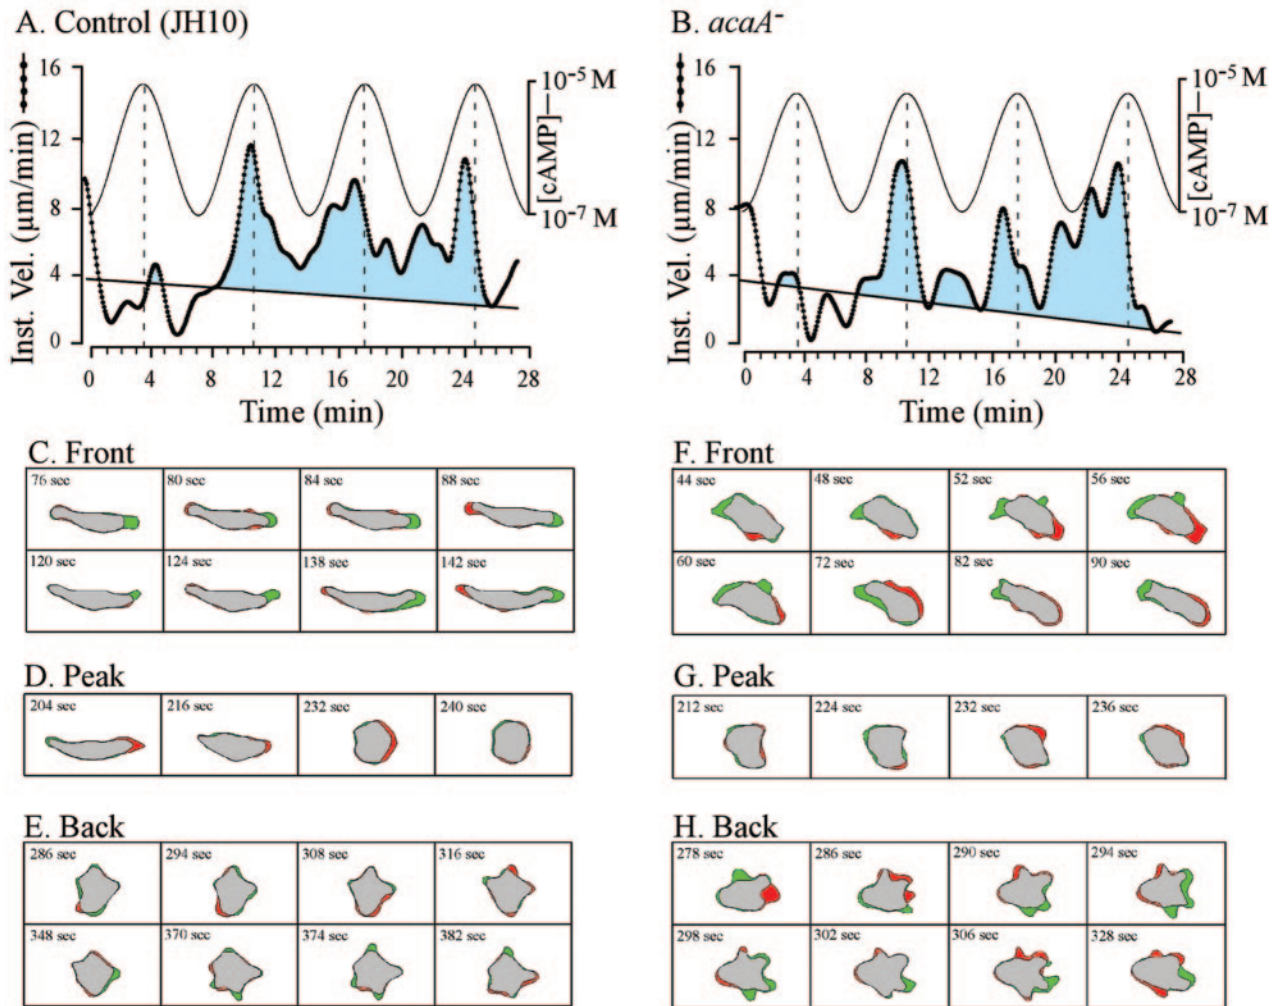 A. Control (JH10)
Inst. Vel. (μm/min)
16
12
8
4
0
10⁻⁵ M
[cAMP]—
10⁻⁷ M
0 4 8 12 16 20 24 28
Time (min)
B. acaA⁻
Inst. Vel. (μm/min)
16
12
8
4
0
10⁻⁵ M
[cAMP]—
10⁻⁷ M
0 4 8 12 16 20 24 28
Time (min)
C. Front
76 sec 80 sec 84 sec 88 sec
120 sec 124 sec 138 sec 142 sec
D. Peak
204 sec 216 sec 232 sec 240 sec
E. Back
286 sec 294 sec 308 sec 316 sec
348 sec 370 sec 374 sec 382 sec
F. Front
44 sec 48 sec 52 sec 56 sec
60 sec 72 sec 82 sec 90 sec
G. Peak
212 sec 224 sec 232 sec 236 sec
H. Back
278 sec 286 sec 290 sec 294 sec
298 sec 302 sec 306 sec 328 sec